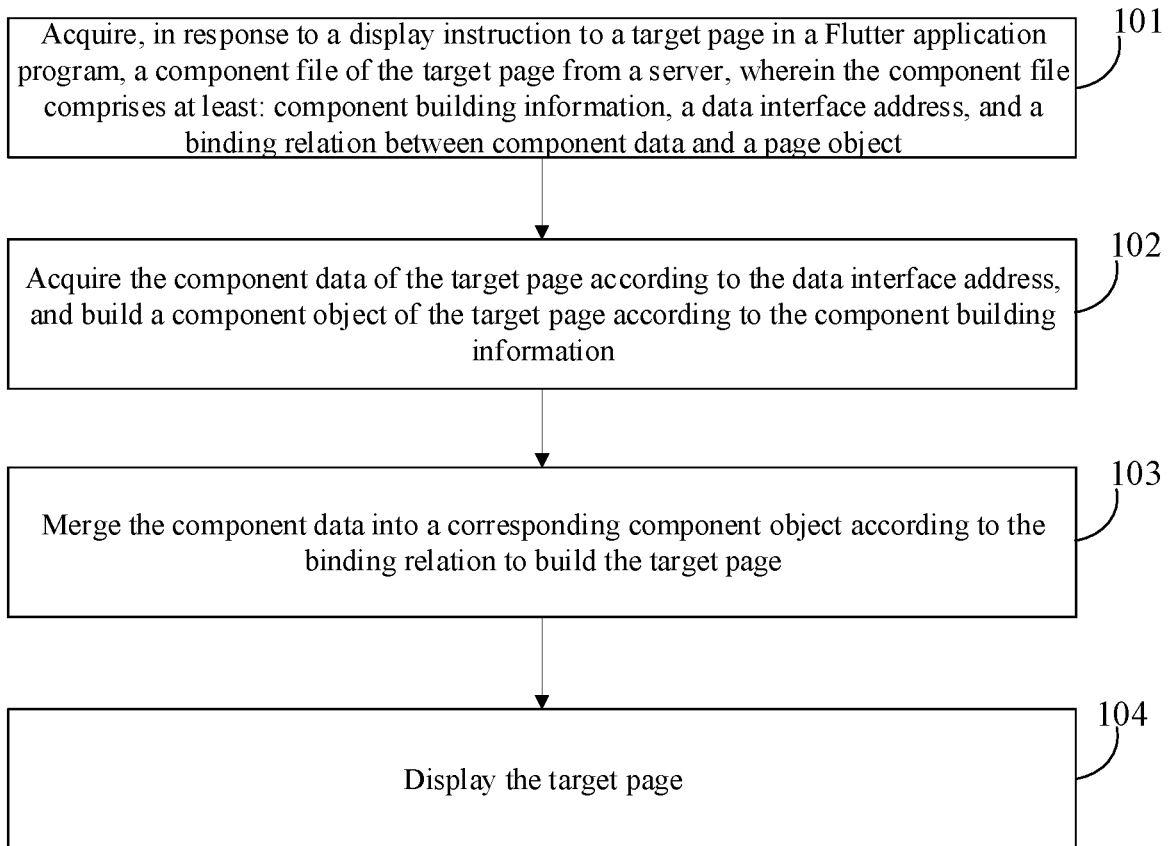 101
Acquire, in response to a display instruction to a target page in a Flutter application
program, a component file of the target page from a server, wherein the component file
comprises at least: component building information, a data interface address, and a
binding relation between component data and a page object
102
Acquire the component data of the target page according to the data interface address,
and build a component object of the target page according to the component building
information
103
Merge the component data into a corresponding component object according to the
binding relation to build the target page
104
Display the target page